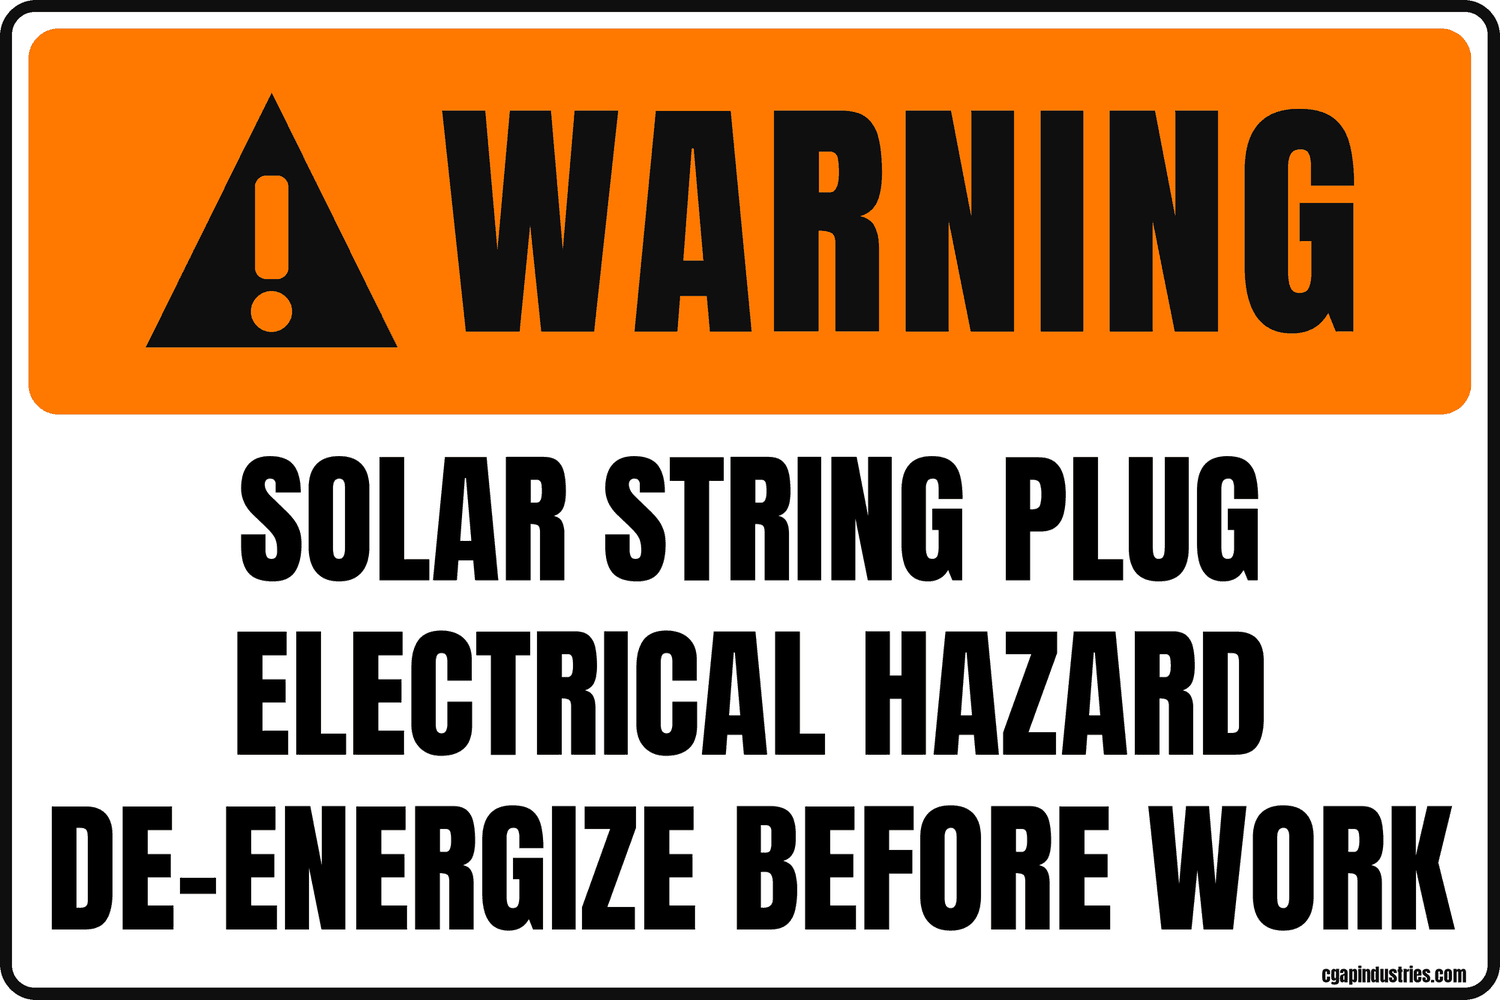 WARNING
SOLAR STRING PLUG
ELECTRICAL HAZARD
DE-ENERGIZE BEFORE WORK
cgapindustries.com